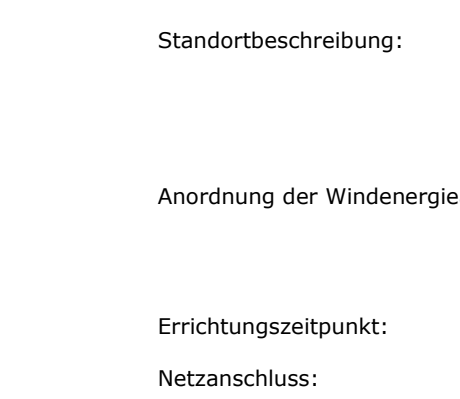 Standortbeschreibung:
Anordnung der Windenergie
Errichtungszeitpunkt:
Netzanschluss: